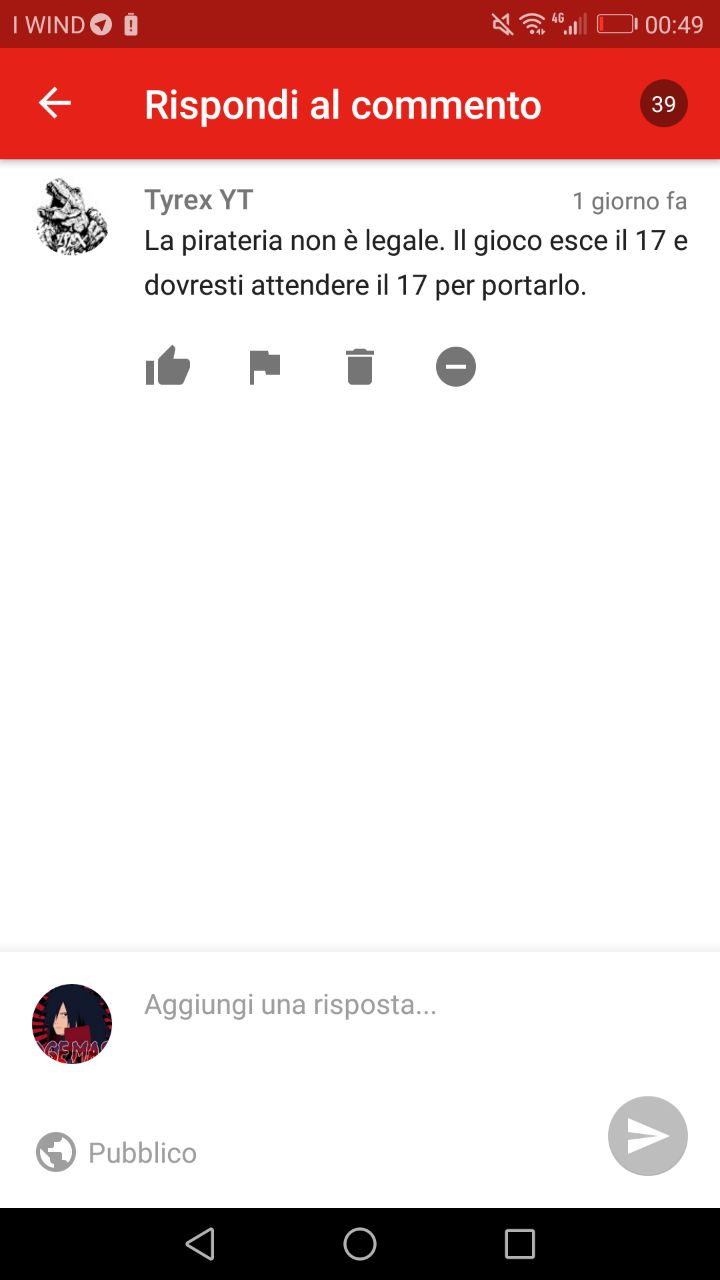 I WIND
4G
00:49
Rispondi al commento
39
Tyrex YT
1 giorno fa
La pirateria non è legale. Il gioco esce il 17 e
dovresti attendere il 17 per portarlo.
Aggiungi una risposta...
Pubblico